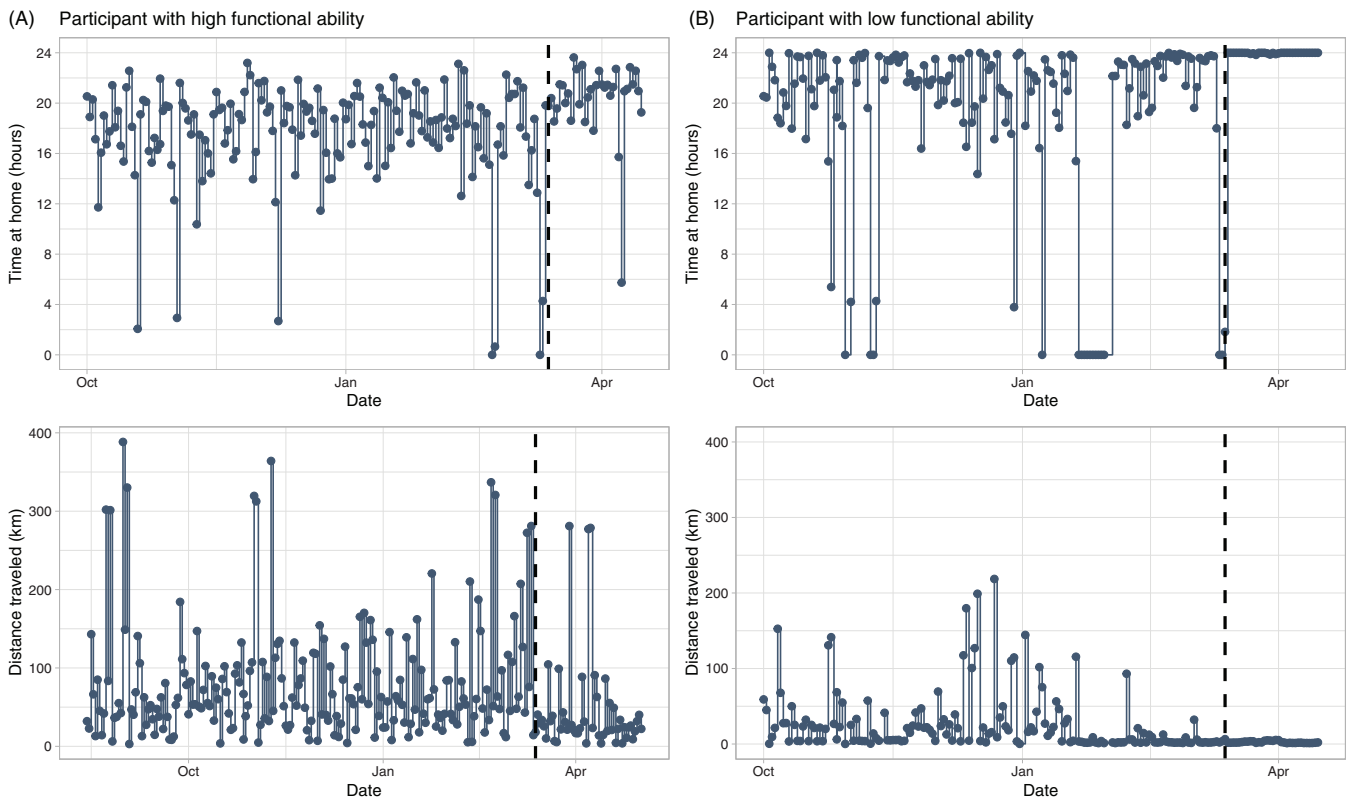 (A) Participant with high functional ability
24
20
16
12
8
4
0
Time at home (hours)
Oct Jan Apr
Date
(B) Participant with low functional ability
24
20
16
12
8
4
0
Time at home (hours)
Oct Jan Apr
Date
400
300
200
100
0
Distance traveled (km)
Oct Jan Apr
Date
400
300
200
100
0
Distance traveled (km)
Oct Jan Apr
Date